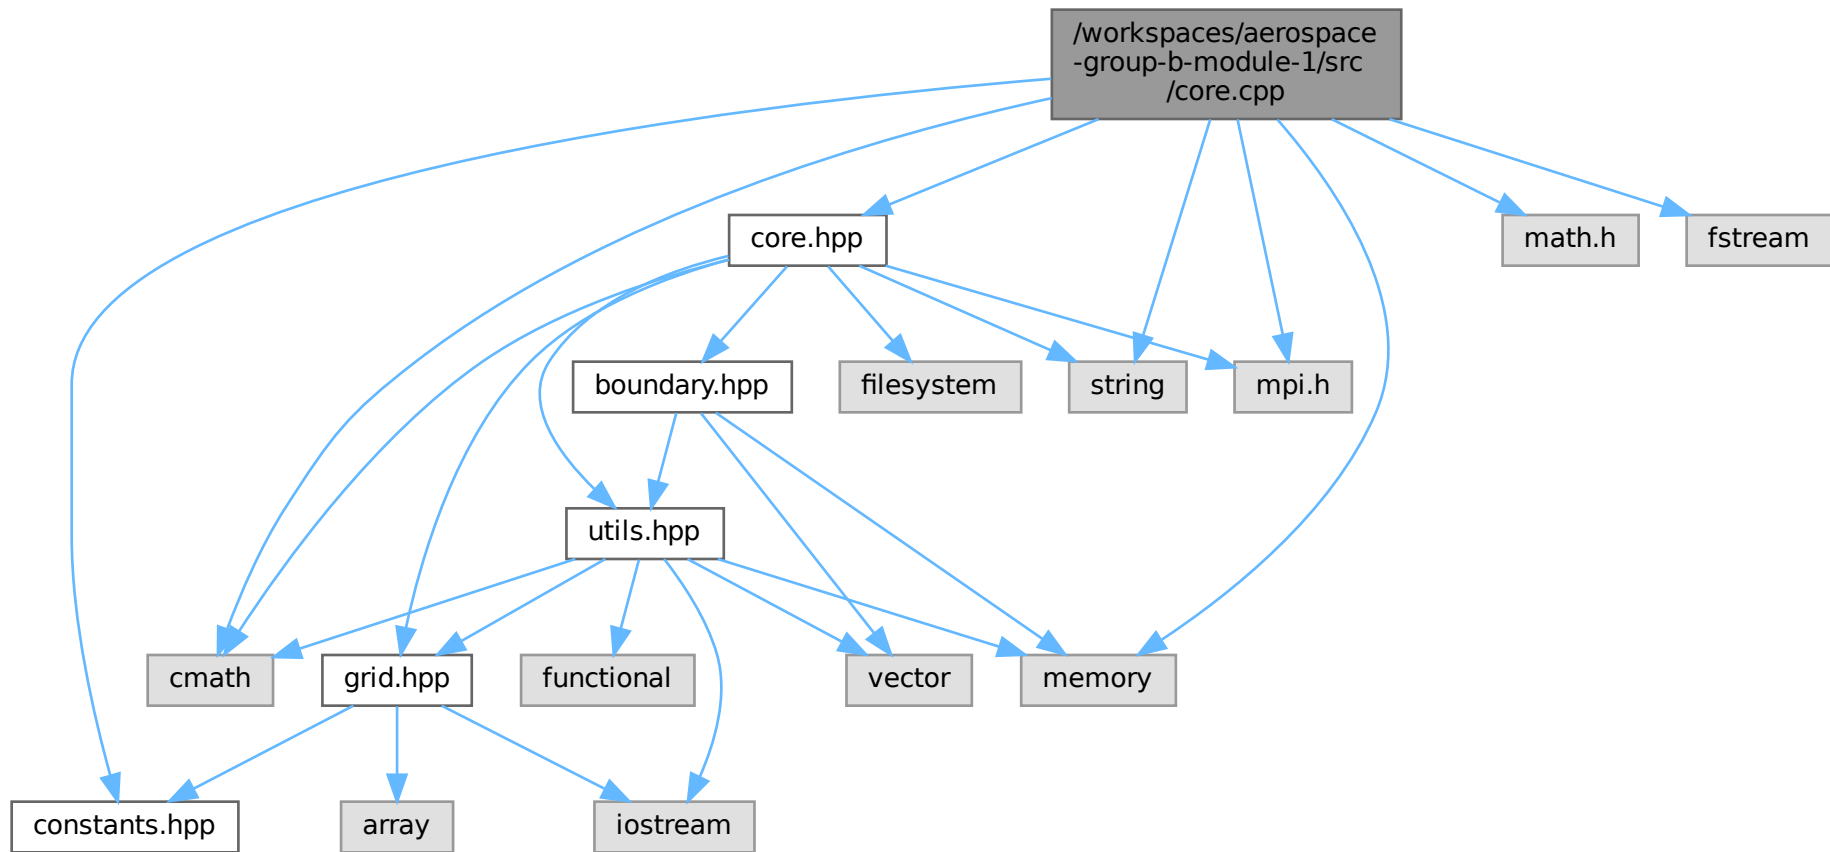 /workspaces/aerospace
-group-b-module-1/src
/core.cpp
core.hpp
math.h
fstream
boundary.hpp
filesystem
string
mpi.h
utils.hpp
cmath
grid.hpp
functional
vector
memory
constants.hpp
array
iostream